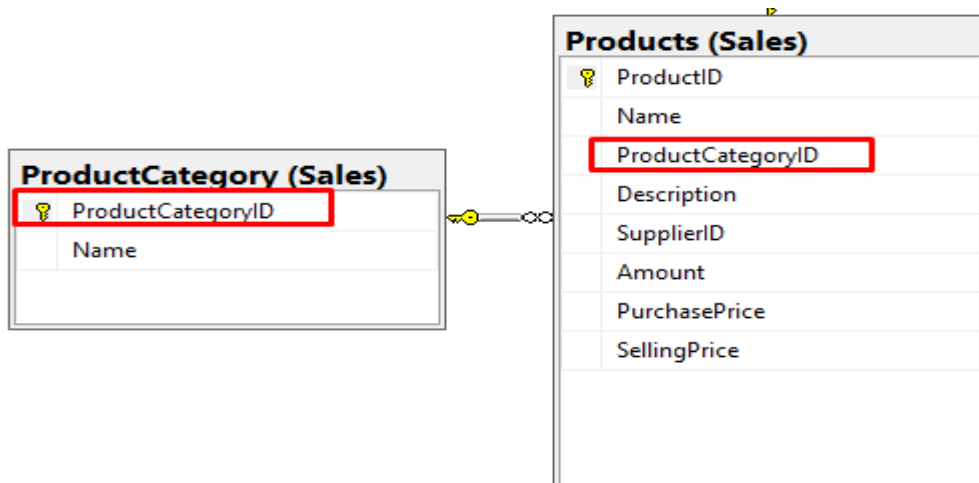 ProductCategory (Sales)
ProductCategoryID
Name
Products (Sales)
ProductID
Name
ProductCategoryID
Description
SupplierID
Amount
PurchasePrice
SellingPrice